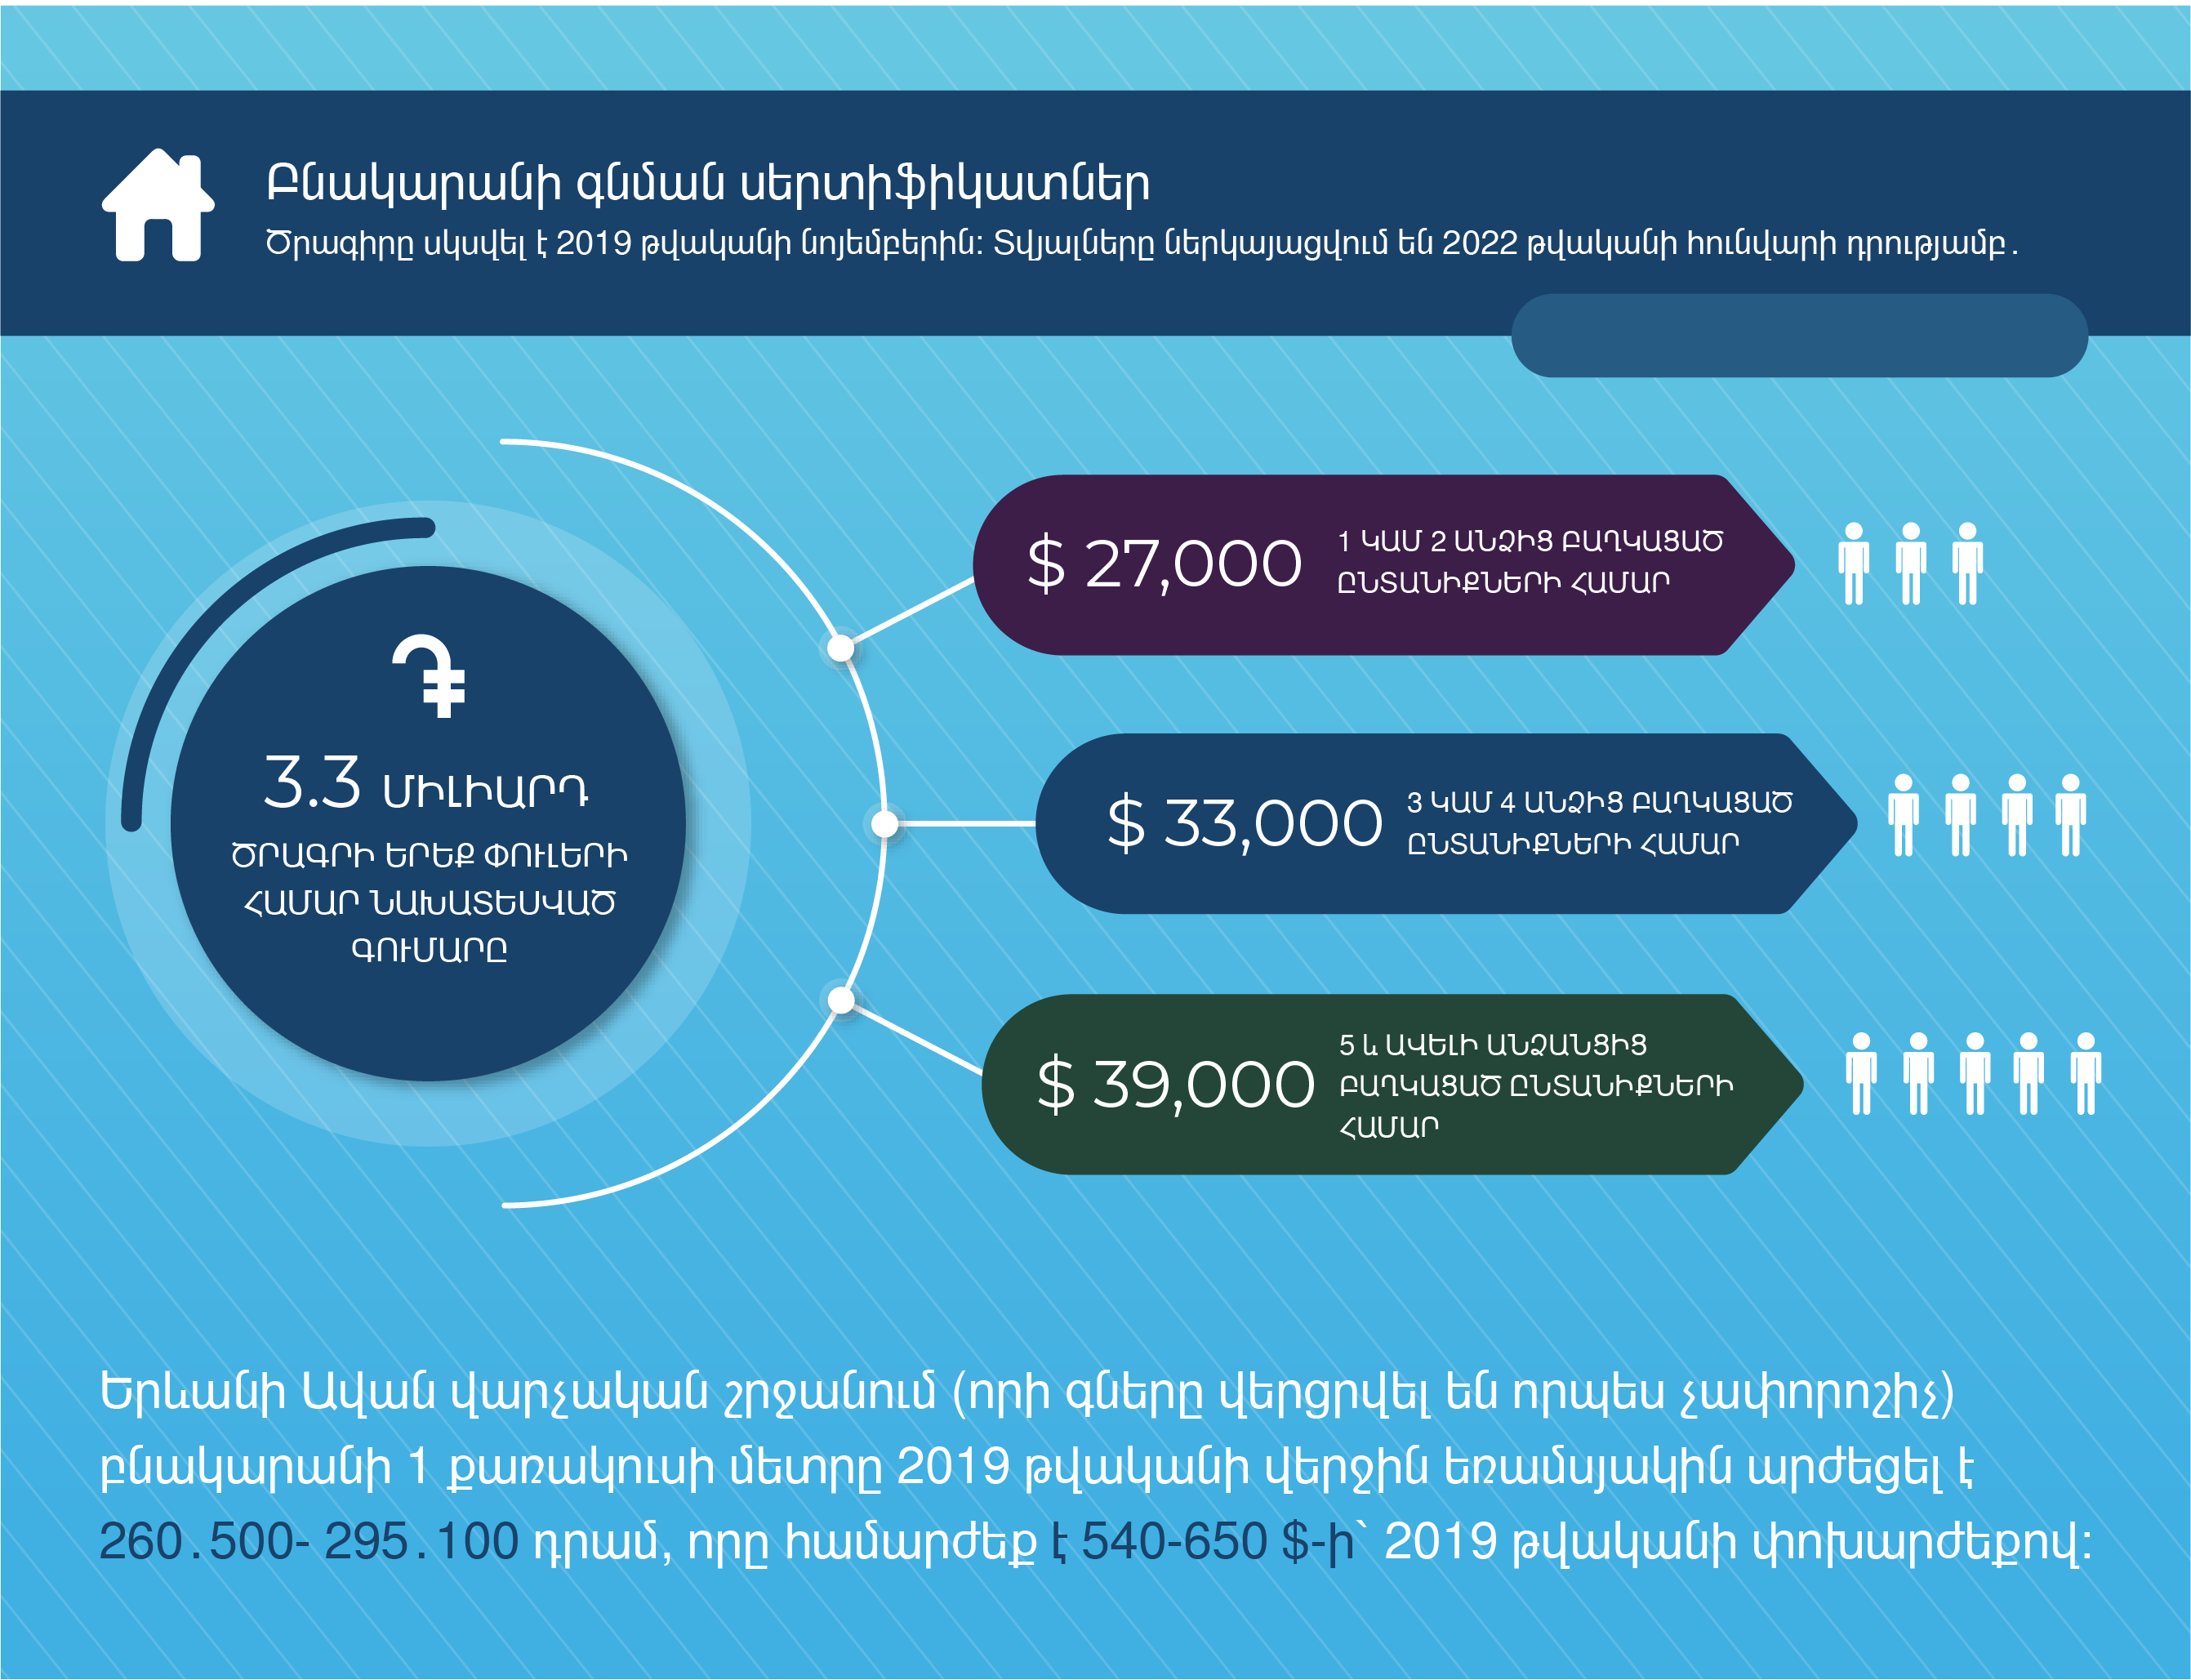 Բնակարանի գնման սերտիֆիկատներ
Ծրագիրը սկսվել է 2019 թվականի նոյեմբերին: Տվյալները ներկայացվում են 2022 թվականի հունվարի դրությամբ.
$ 27,000
1 ԿԱՄ 2 ԱՆՁԻՑ ԲԱՂԿԱՑԱԾ
ԸՆՏԱՆԻՔՆԵՐԻ ՀԱՄԱՐ
3.3 ՄԻԼԻԱՐԴ
ԾՐԱԳՐԻ ԵՐԵՔ ՓՈՒԼԵՐԻ
ՀԱՄԱՐ ՆԱԽԱՏԵՍՎԱԾ
ԳՈՒՄԱՐԸ
$ 33,000
3 ԿԱՄ 4 ԱՆՁԻՑ ԲԱՂԿԱՑԱԾ
ԸՆՏԱՆԻՔՆԵՐԻ ՀԱՄԱՐ
$ 39,000
5 և ԱՎԵԼԻ ԱՆՁԱՆՑԻՑ
ԲԱՂԿԱՑԱԾ ԸՆՏԱՆԻՔՆԵՐԻ
ՀԱՄԱՐ
Երևանի Ավան վարչական շրջանում (որի գները վերցրվել են որպես չափորոշիչ)
բնակարանի 1 քառակուսի մետրը 2019 թվականի վերջին եռամսյակին արժեցել է
260.500- 295.100 դրամ, որը համարժեք է 540-650 $-ի՝ 2019 թվականի փոխարժեքով: